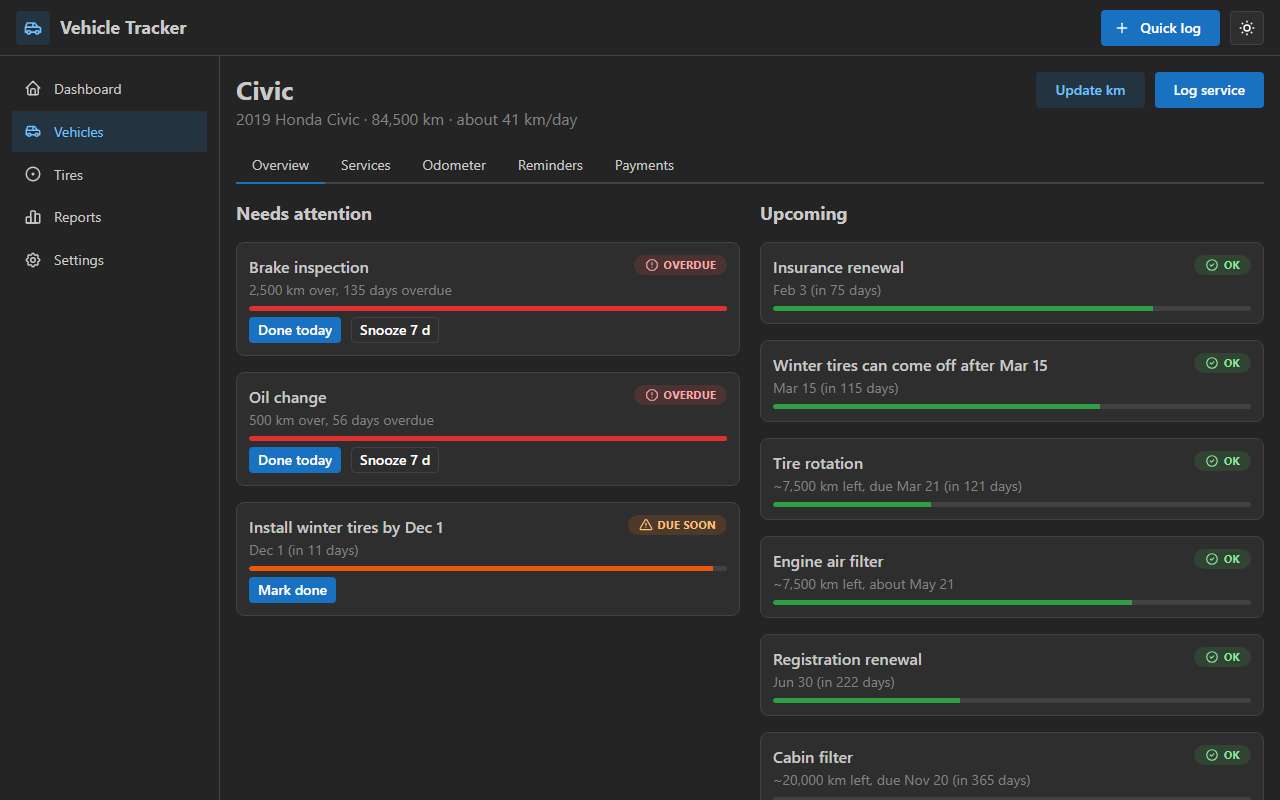 Vehicle Tracker
Quick log
Dashboard
Vehicles
Tires
Reports
Settings
Civic
2019 Honda Civic · 84,500 km · about 41 km/day
Update km
Log service
Overview
Services
Odometer
Reminders
Payments
Needs attention
Brake inspection
OVERDUE
2,500 km over, 135 days overdue
Done today
Snooze 7 d
Oil change
OVERDUE
500 km over, 56 days overdue
Done today
Snooze 7 d
Install winter tires by Dec 1
DUE SOON
Dec 1 (in 11 days)
Mark done
Upcoming
Insurance renewal
OK
Feb 3 (in 75 days)
Winter tires can come off after Mar 15
OK
Mar 15 (in 115 days)
Tire rotation
OK
~7,500 km left, due Mar 21 (in 121 days)
Engine air filter
OK
~7,500 km left, about May 21
Registration renewal
OK
Jun 30 (in 222 days)
Cabin filter
OK
~20,000 km left, due Nov 20 (in 365 days)